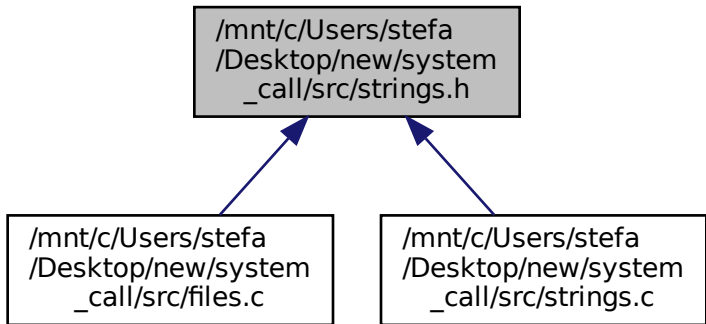 /mnt/c/Users/stefa
/Desktop/new/system
_call/src/strings.h
/mnt/c/Users/stefa
/Desktop/new/system
_call/src/files.c
/mnt/c/Users/stefa
/Desktop/new/system
_call/src/strings.c